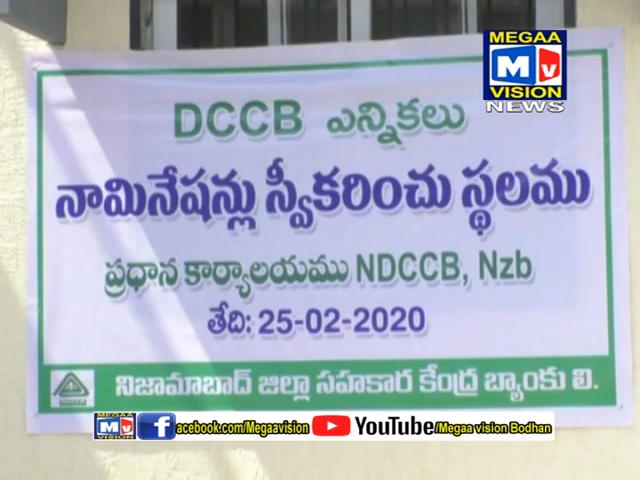 MEGAA
MV
VISION
NEWS
DCCB ఎన్నికలు
నామినేషన్లు స్వీకరించు స్థలము
ప్రధాన కార్యాలయము NDCCB, Nzb
తేది: 25-02-2020
నిజామాబాద్ జిల్లా సహకార కేంద్ర బ్యాంకు లి.
MEGAA
MV
VISION
facebook.com/Megaavision
YouTube/Megaa vision Bodhan